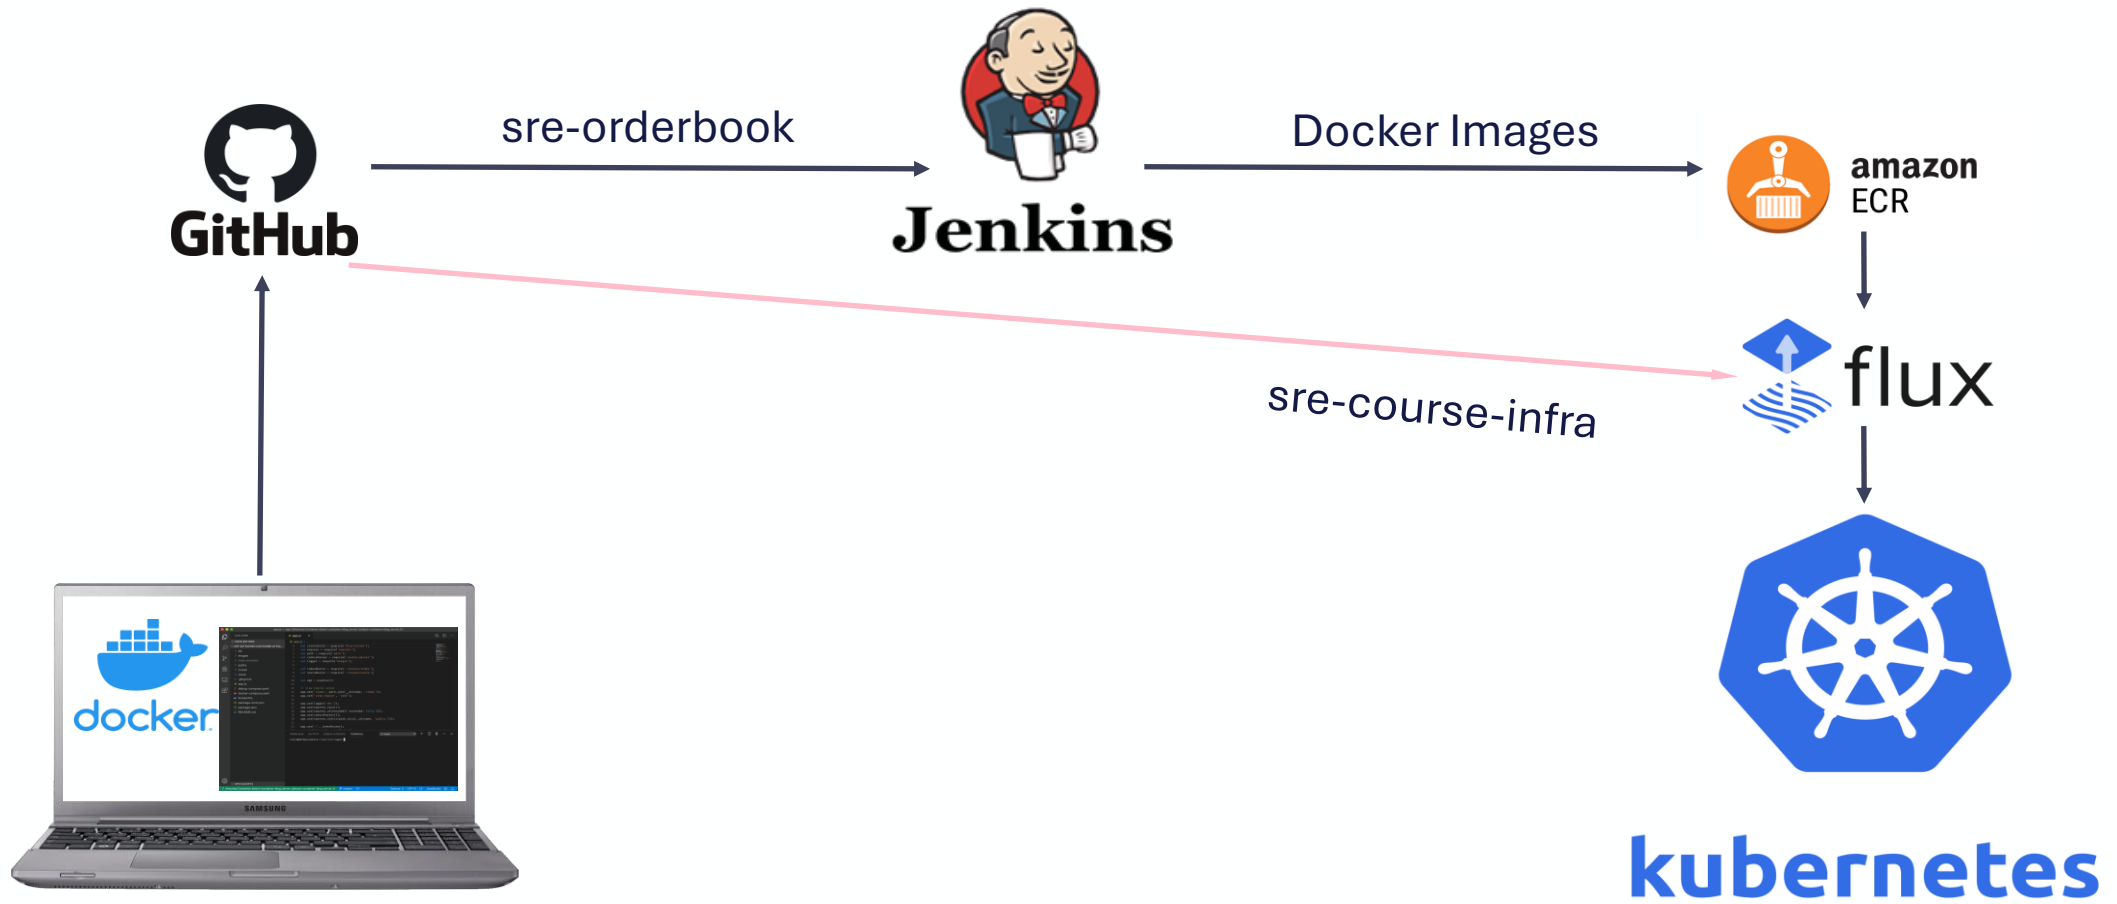 sre-orderbook
Docker Images
GitHub
Jenkins
amazon
ECR
sre-course-infra
flux
docker
SAMSUNG
kubernetes